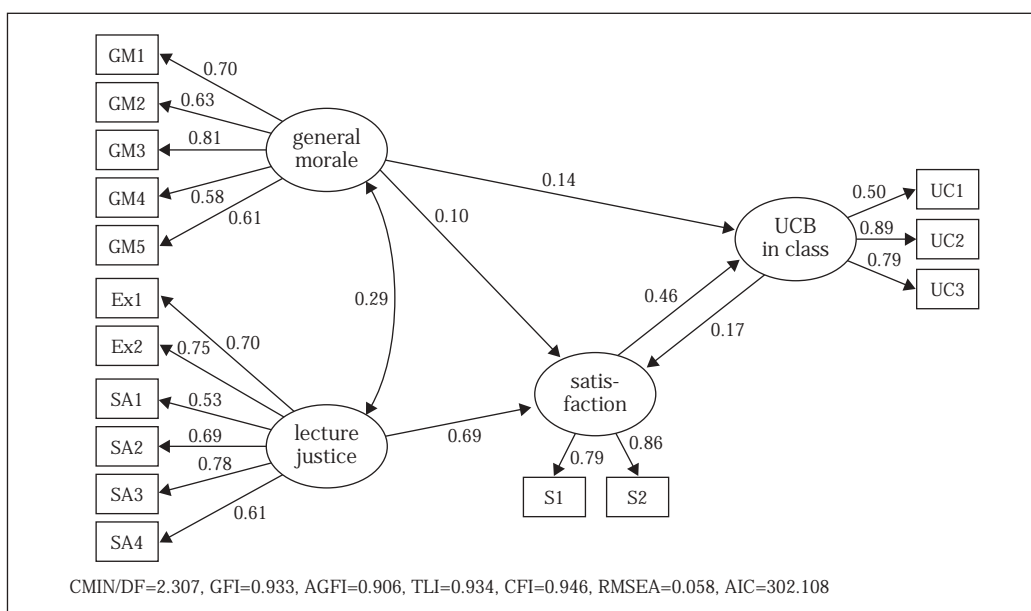 GM1
0.70
GM2
0.63
GM3
0.81
GM4
0.58
GM5
0.61
general
morale
0.14
0.10
UCB
in class
0.50
UC1
0.89
UC2
0.79
UC3
0.29
0.46
0.17
Ex1
0.70
Ex2
0.75
SA1
0.53
SA2
0.69
SA3
0.78
SA4
0.61
lecture
justice
0.69
satis-
faction
0.79
0.86
S1
S2
CMIN/DF=2.307, GFI=0.933, AGFI=0.906, TLI=0.934, CFI=0.946, RMSEA=0.058, AIC=302.108